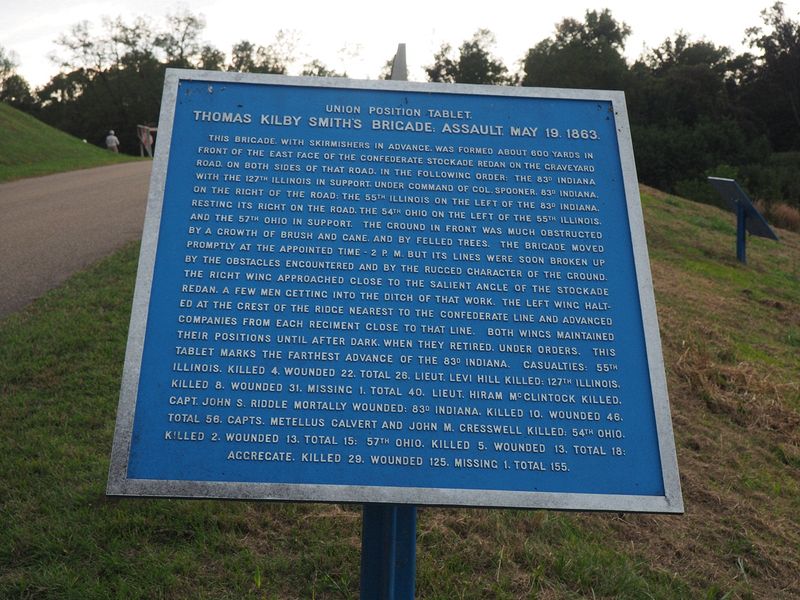 UNION POSITION TABLET.
THOMAS KILBY SMITH'S BRIGADE. ASSAULT. MAY 19. 1863.
THIS BRIGADE. WITH SKIRMISHERS IN ADVANCE. WAS FORMED ABOUT 600 YARDS IN
FRONT OF THE EAST FACE OF THE CONFEDERATE STOCKADE REDAN ON THE GRAVEYARD
ROAD. ON BOTH SIDES OF THAT ROAD. IN THE FOLLOWING ORDER: THE 83D INDIANA
WITH THE 127TH ILLINOIS IN SUPPORT. UNDER COMMAND OF COL. SPOONER. 83D INDIANA.
ON THE RIGHT OF THE ROAD: THE 55TH ILLINOIS ON THE LEFT OF THE 83D INDIANA.
RESTING ITS RIGHT ON THE ROAD. THE 54TH OHIO ON THE LEFT OF THE 55TH ILLINOIS.
AND THE 57TH OHIO IN SUPPORT. THE GROUND IN FRONT WAS MUCH OBSTRUCTED
BY A GROWTH OF BRUSH AND CANE. AND BY FELLED TREES. THE BRIGADE MOVED
PROMPTLY AT THE APPOINTED TIME - 2 P. M. BUT ITS LINES WERE SOON BROKEN UP
BY THE OBSTACLES ENCOUNTERED AND BY THE RUGGED CHARACTER OF THE GROUND.
THE RIGHT WING APPROACHED CLOSE TO THE SALIENT ANGLE OF THE STOCKADE
REDAN. A FEW MEN GETTING INTO THE DITCH OF THAT WORK. THE LEFT WING HALT-
ED AT THE CREST OF THE RIDGE NEAREST TO THE CONFEDERATE LINE AND ADVANCED
COMPANIES FROM EACH REGIMENT CLOSE TO THAT LINE. BOTH WINGS MAINTAINED
THEIR POSITIONS UNTIL AFTER DARK. WHEN THEY RETIRED. UNDER ORDERS. THIS
TABLET MARKS THE FARTHEST ADVANCE OF THE 83D INDIANA. CASUALTIES: 55TH
ILLINOIS. KILLED 4. WOUNDED 22. TOTAL 26. LIEUT. LEVI HILL KILLED: 127TH ILLINOIS.
KILLED 8. WOUNDED 31. MISSING 1. TOTAL 40. LIEUT. HIRAM MCCLINTOCK KILLED.
CAPT. JOHN S. RIDDLE MORTALLY WOUNDED: 83D INDIANA. KILLED 10. WOUNDED 46.
TOTAL 56. CAPTS. METELLUS CALVERT AND JOHN M. CRESSWELL KILLED: 54TH OHIO.
KILLED 2. WOUNDED 13. TOTAL 15: 57TH OHIO. KILLED 5. WOUNDED 13. TOTAL 18:
AGGREGATE. KILLED 29. WOUNDED 125. MISSING 1. TOTAL 155.